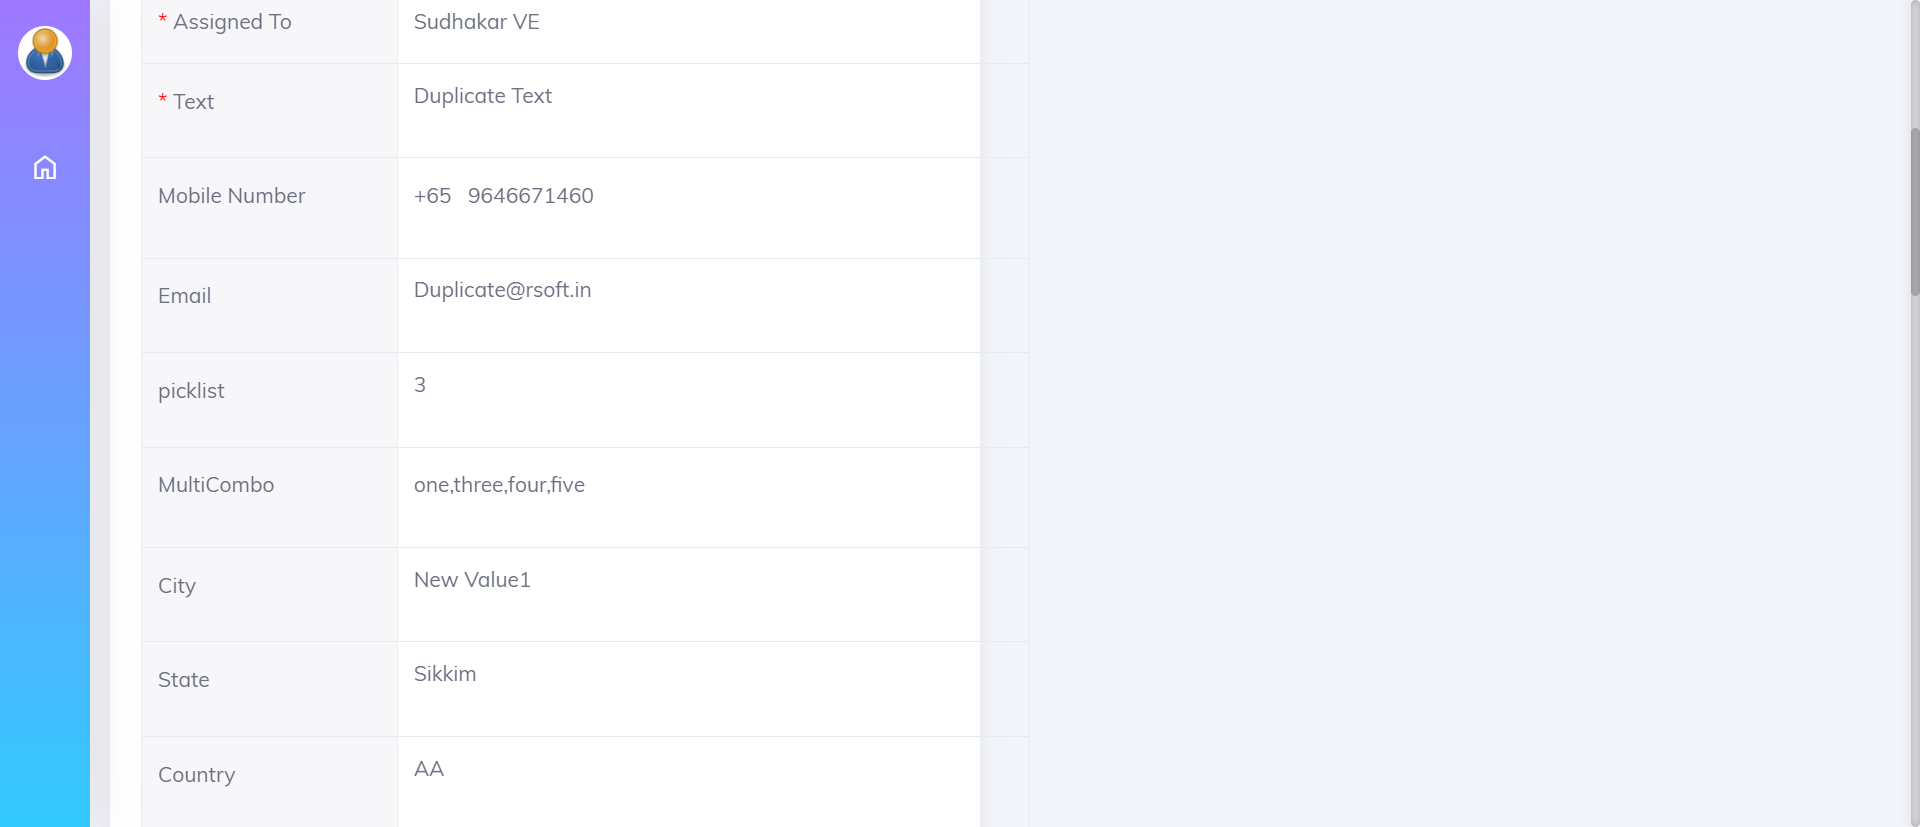 * Assigned To Sudhakar VE
* Text Duplicate Text
Mobile Number +65 9646671460
Email Duplicate@rsoft.in
picklist 3
MultiCombo one,three,four,five
City New Value1
State Sikkim
Country AA